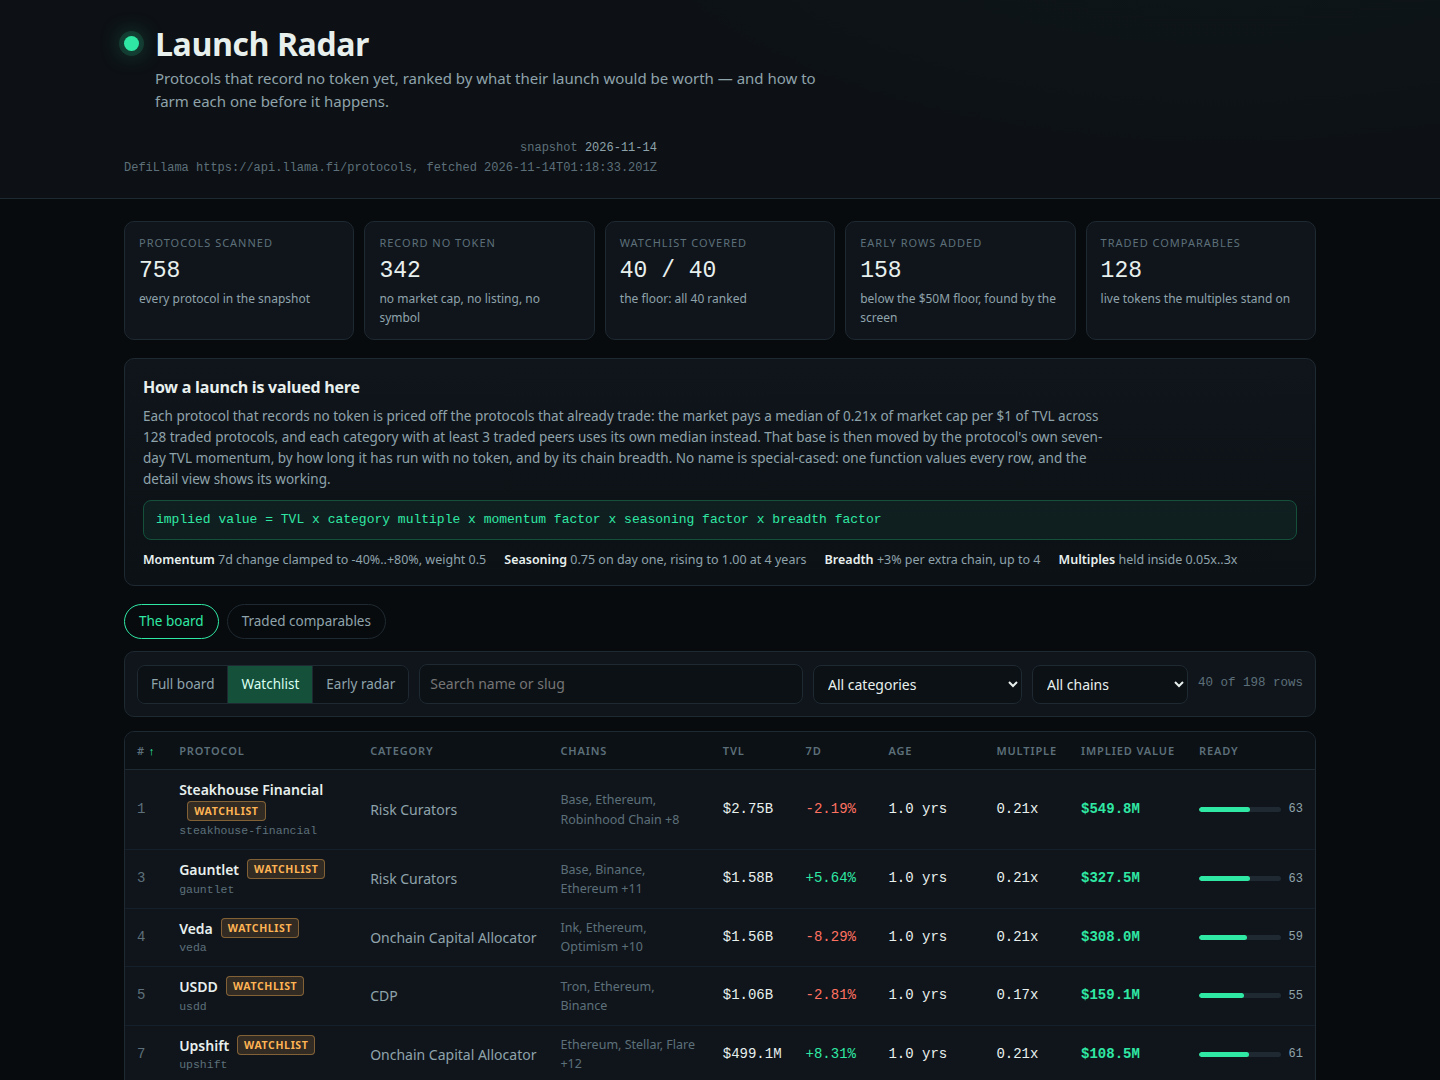 Launch Radar
Protocols that record no token yet, ranked by what their launch would be worth — and how to
farm each one before it happens.
snapshot 2026-11-14
DefiLlama https://api.llama.fi/protocols, fetched 2026-11-14T01:18:33.201Z
PROTOCOLS SCANNED
758
every protocol in the snapshot
RECORD NO TOKEN
342
no market cap, no listing, no
symbol
WATCHLIST COVERED
40 / 40
the floor: all 40 ranked
EARLY ROWS ADDED
158
below the $50M floor, found by the
screen
TRADED COMPARABLES
128
live tokens the multiples stand on
How a launch is valued here
Each protocol that records no token is priced off the protocols that already trade: the market pays a median of 0.21x of market cap per $1 of TVL across
128 traded protocols, and each category with at least 3 traded peers uses its own median instead. That base is then moved by the protocol's own seven-
day TVL momentum, by how long it has run with no token, and by its chain breadth. No name is special-cased: one function values every row, and the
detail view shows its working.
implied value = TVL x category multiple x momentum factor x seasoning factor x breadth factor
Momentum 7d change clamped to -40%..+80%, weight 0.5 Seasoning 0.75 on day one, rising to 1.00 at 4 years Breadth +3% per extra chain, up to 4 Multiples held inside 0.05x..3x
The board Traded comparables
Full board Watchlist Early radar Search name or slug All categories All chains 40 of 198 rows
# ↑ PROTOCOL CATEGORY CHAINS TVL 7D AGE MULTIPLE IMPLIED VALUE READY
1 Steakhouse Financial WATCHLIST steakhouse-financial Risk Curators Base, Ethereum, Robinhood Chain +8 $2.75B -2.19% 1.0 yrs 0.21x $549.8M 63
3 Gauntlet WATCHLIST gauntlet Risk Curators Base, Binance, Ethereum +11 $1.58B +5.64% 1.0 yrs 0.21x $327.5M 63
4 Veda WATCHLIST veda Onchain Capital Allocator Ink, Ethereum, Optimism +10 $1.56B -8.29% 1.0 yrs 0.21x $308.0M 59
5 USDD WATCHLIST usdd CDP Tron, Ethereum, Binance $1.06B -2.81% 1.0 yrs 0.17x $159.1M 55
7 Upshift WATCHLIST upshift Onchain Capital Allocator Ethereum, Stellar, Flare +12 $499.1M +8.31% 1.0 yrs 0.21x $108.5M 61